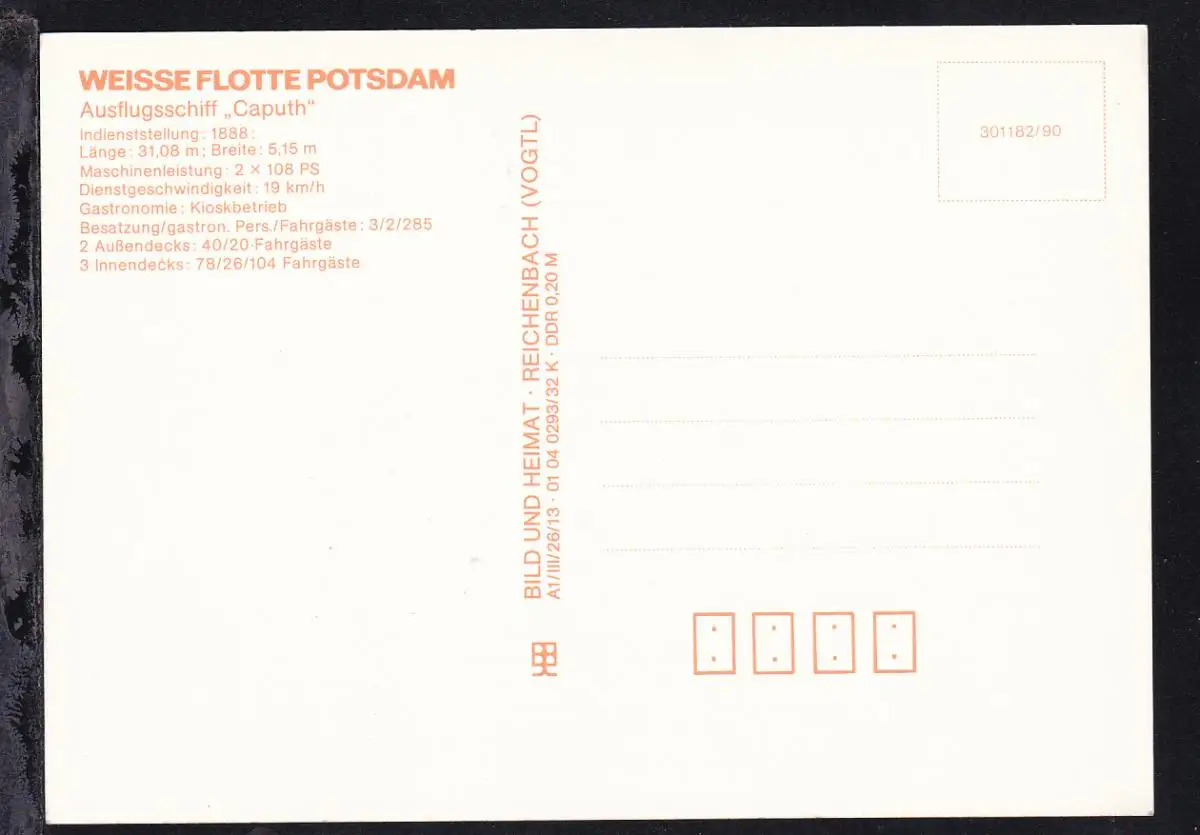 WEISSE FLOTTE POTSDAM
Ausflugsschiff „Caputh“
Indienststellung: 1888:
Länge: 31,08 m; Breite: 5,15 m
Maschinenleistung: 2 × 108 PS
Dienstgeschwindigkeit: 19 km/h
Gastronomie: Kioskbetrieb
Besatzung/gastron. Pers./Fahrgäste: 3/2/285
2 Außendecks: 40/20 Fahrgäste
3 Innendecks: 78/26/104 Fahrgäste
BILD UND HEIMAT · REICHENBACH (VOGTL)
A1/III/26/13 · 01 04 0293/32 K · DDR 0,20 M
301182/90